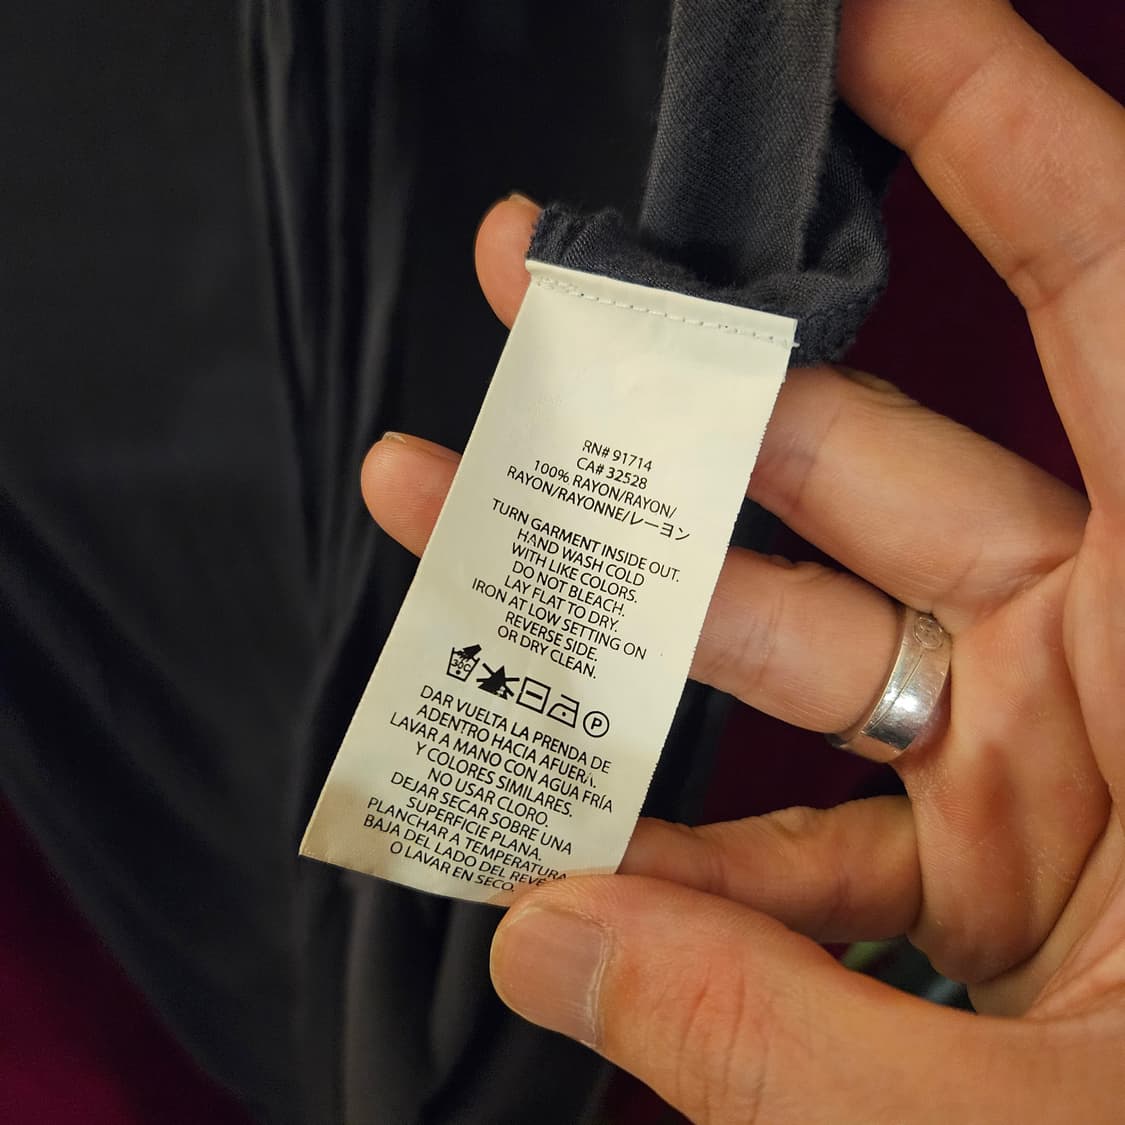 RN# 91714
CA# 32528
100% RAYON/RAYON/
RAYON/RAYONNE/レーヨン
TURN GARMENT INSIDE OUT.
HAND WASH COLD
WITH LIKE COLORS.
DO NOT BLEACH.
LAY FLAT TO DRY.
IRON AT LOW SETTING ON
REVERSE SIDE.
OR DRY CLEAN.
30C
P
DAR VUELTA LA PRENDA DE
ADENTRO HACIA AFUERA.
LAVAR A MANO CON AGUA FRÍA
Y COLORES SIMILARES.
NO USAR CLORO.
DEJAR SECAR SOBRE UNA
SUPERFICIE PLANA.
PLANCHAR A TEMPERATURA
BAJA DEL LADO DEL REVÉ
O LAVAR EN SECO.